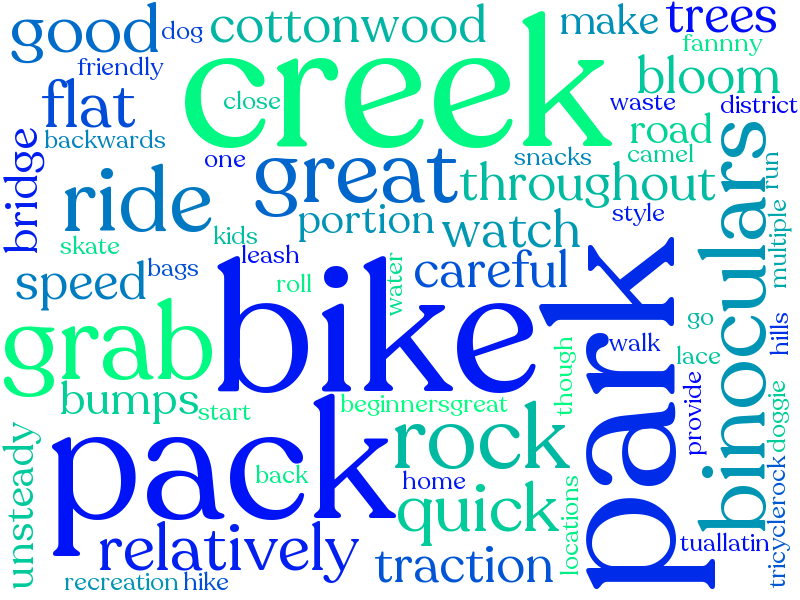 good
dog
cottonwood
make
trees
friendly
creek
fannny
flat
close
bloom
waste
district
backwards
road
bridge
one
great
snacks
camel
run
ride
throughout
binoculars
multiple
portion
watch
style
skate
kids
leash
speed
bags
roll
water
careful
park
bike
grab
go
hills
walk
lace
though
bumps
start
beginnersgreat
provide
doggie
pack
rock
unsteady
back
home
quick
locations
tricyclerock
relatively
traction
tuallatin
recreation
hike